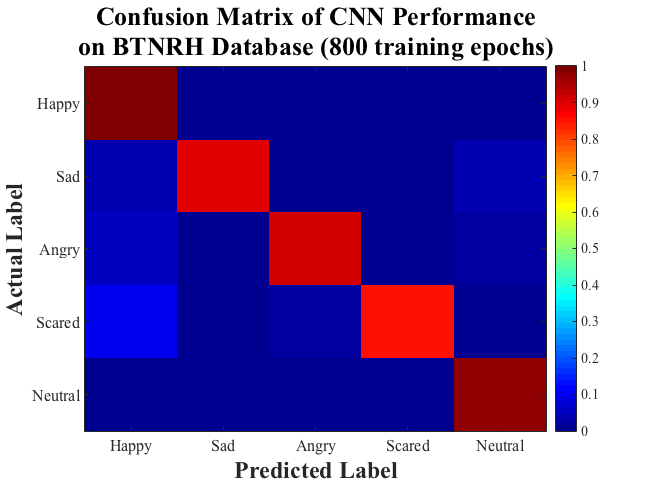 Confusion Matrix of CNN Performance
on BTNRH Database (800 training epochs)
Actual Label
Happy
Sad
Angry
Scared
Neutral
Happy Sad Angry Scared Neutral
Predicted Label
1
0.9
0.8
0.7
0.6
0.5
0.4
0.3
0.2
0.1
0